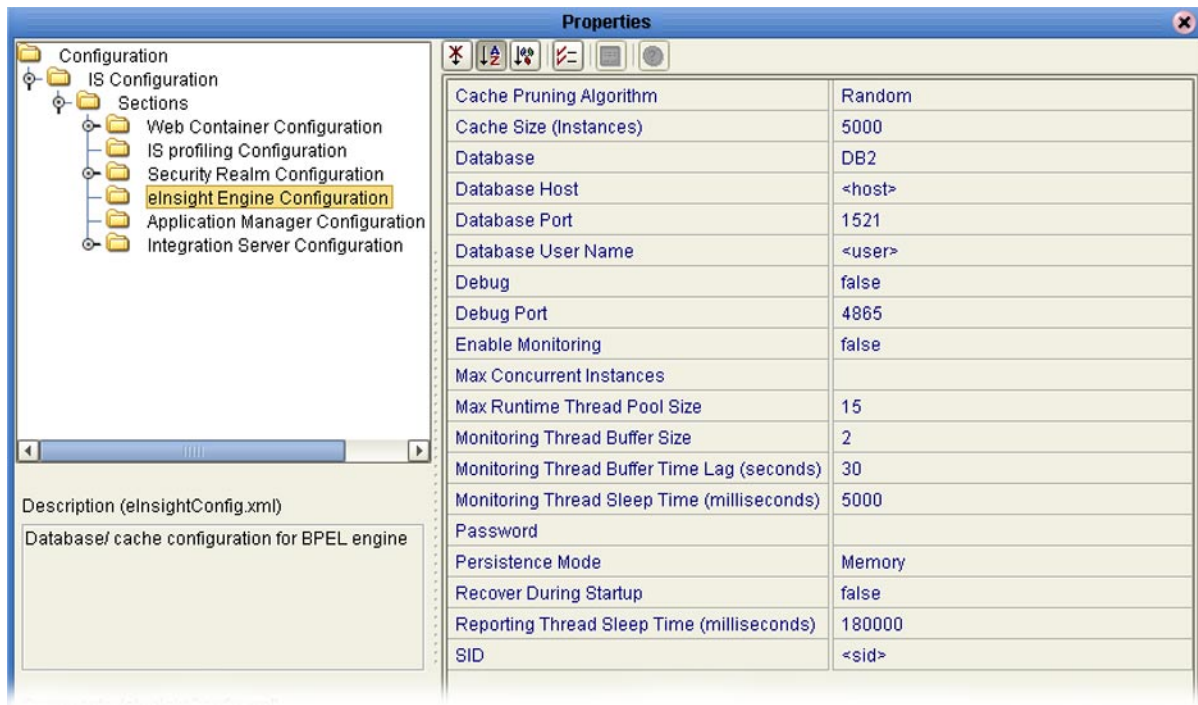 Properties
Configuration
IS Configuration
Sections
Web Container Configuration
IS profiling Configuration
Security Realm Configuration
eInsight Engine Configuration
Application Manager Configuration
Integration Server Configuration
Description (eInsightConfig.xml)
Database/ cache configuration for BPEL engine
Cache Pruning Algorithm Random
Cache Size (Instances) 5000
Database DB2
Database Host <host>
Database Port 1521
Database User Name <user>
Debug false
Debug Port 4865
Enable Monitoring false
Max Concurrent Instances
Max Runtime Thread Pool Size 15
Monitoring Thread Buffer Size 2
Monitoring Thread Buffer Time Lag (seconds) 30
Monitoring Thread Sleep Time (milliseconds) 5000
Password
Persistence Mode Memory
Recover During Startup false
Reporting Thread Sleep Time (milliseconds) 180000
SID <sid>